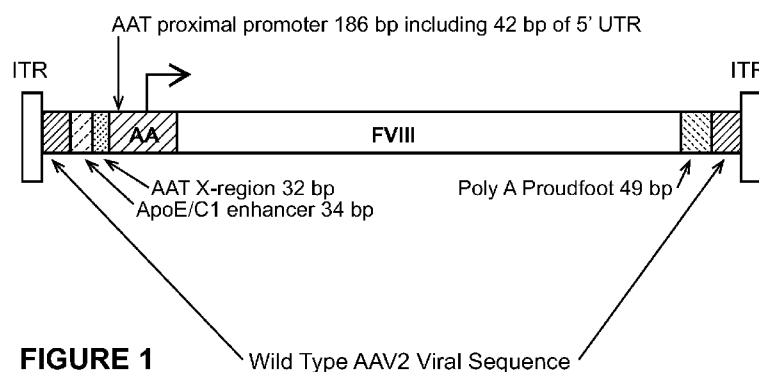 AAT proximal promoter 186 bp including 42 bp of 5' UTR
ITR
ITR
AA
FVIII
AAT X-region 32 bp
ApoE/C1 enhancer 34 bp
Poly A Proudfoot 49 bp
FIGURE 1
Wild Type AAV2 Viral Sequence